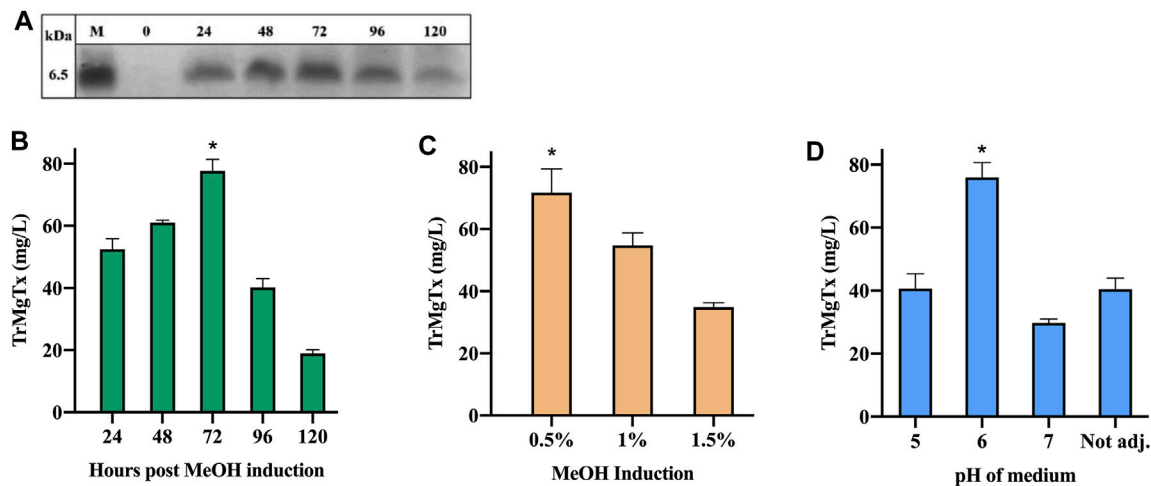 A
kDa M 0 24 48 72 96 120
6.5
B
TrMgTx (mg/L)
80
60
40
20
0
*
24 48 72 96 120
Hours post MeOH induction
C
TrMgTx (mg/L)
80
60
40
20
0
*
0.5% 1% 1.5%
MeOH Induction
D
TrMgTx (mg/L)
80
60
40
20
0
*
5 6 7 Not adj.
pH of medium